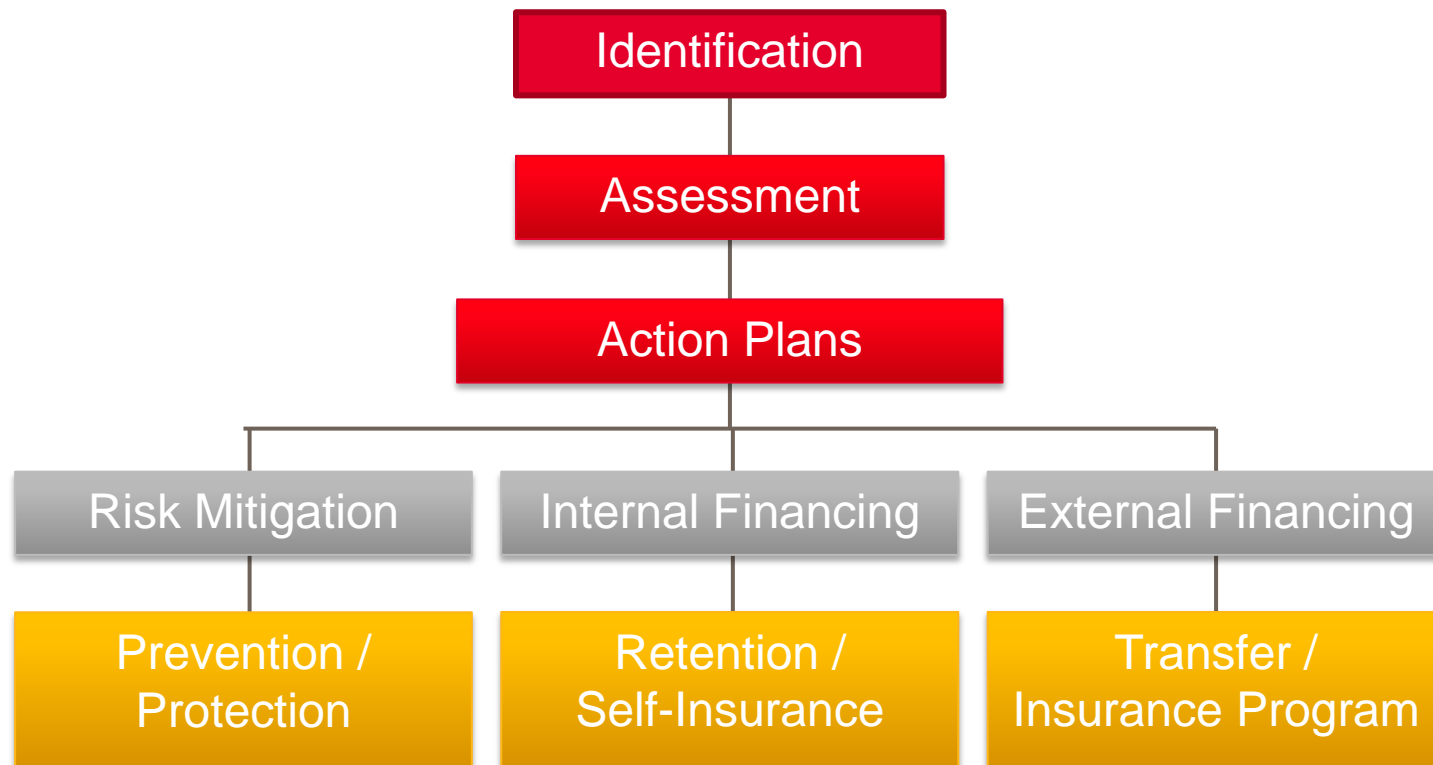 Identification
Assessment
Action Plans
Risk Mitigation
Internal Financing
External Financing
Prevention /
Protection
Retention /
Self-Insurance
Transfer /
Insurance Program